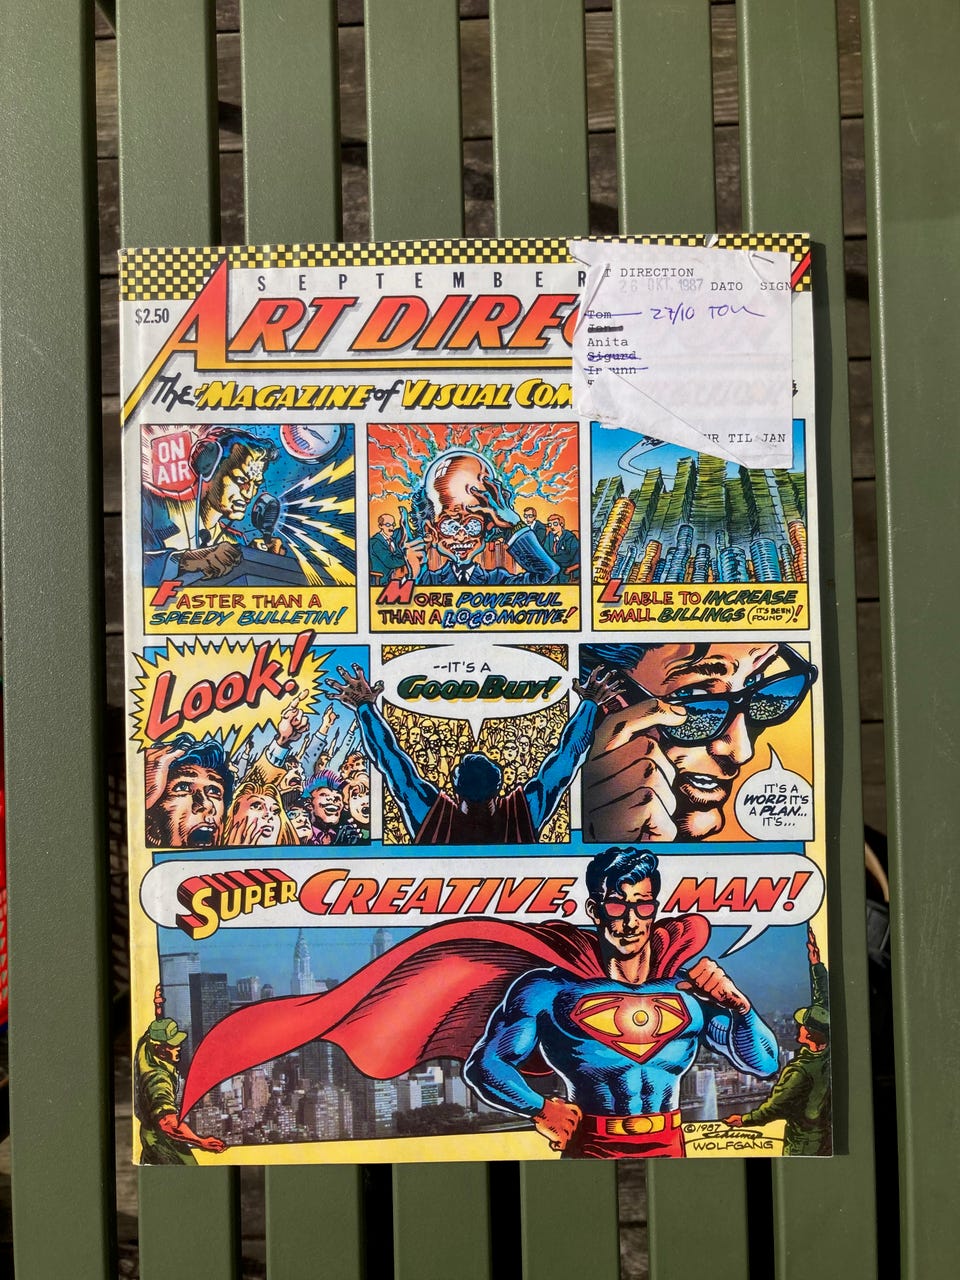 SEPTEMBER
$2.50
ART DIREC
The MAGAZINE of VISUAL COM
T DIRECTION
26 OKT. 1987 DATO SIGN
Tom 27/10 TOM
Anita
Sigurd
UR TIL JAN
ON
AIR
FASTER THAN A
SPEEDY BULLETIN!
MORE POWERFUL
THAN A LOGOMOTIVE!
LIABLE TO INCREASE
SMALL BILLINGS (IT'S BEEN FOUND)!
Look!
--IT'S A
GOOD BUY!
IT'S A
WORD. IT'S
A PLAN...
IT'S...
SUPER CREATIVE, MAN!
©1987
WOLFGANG